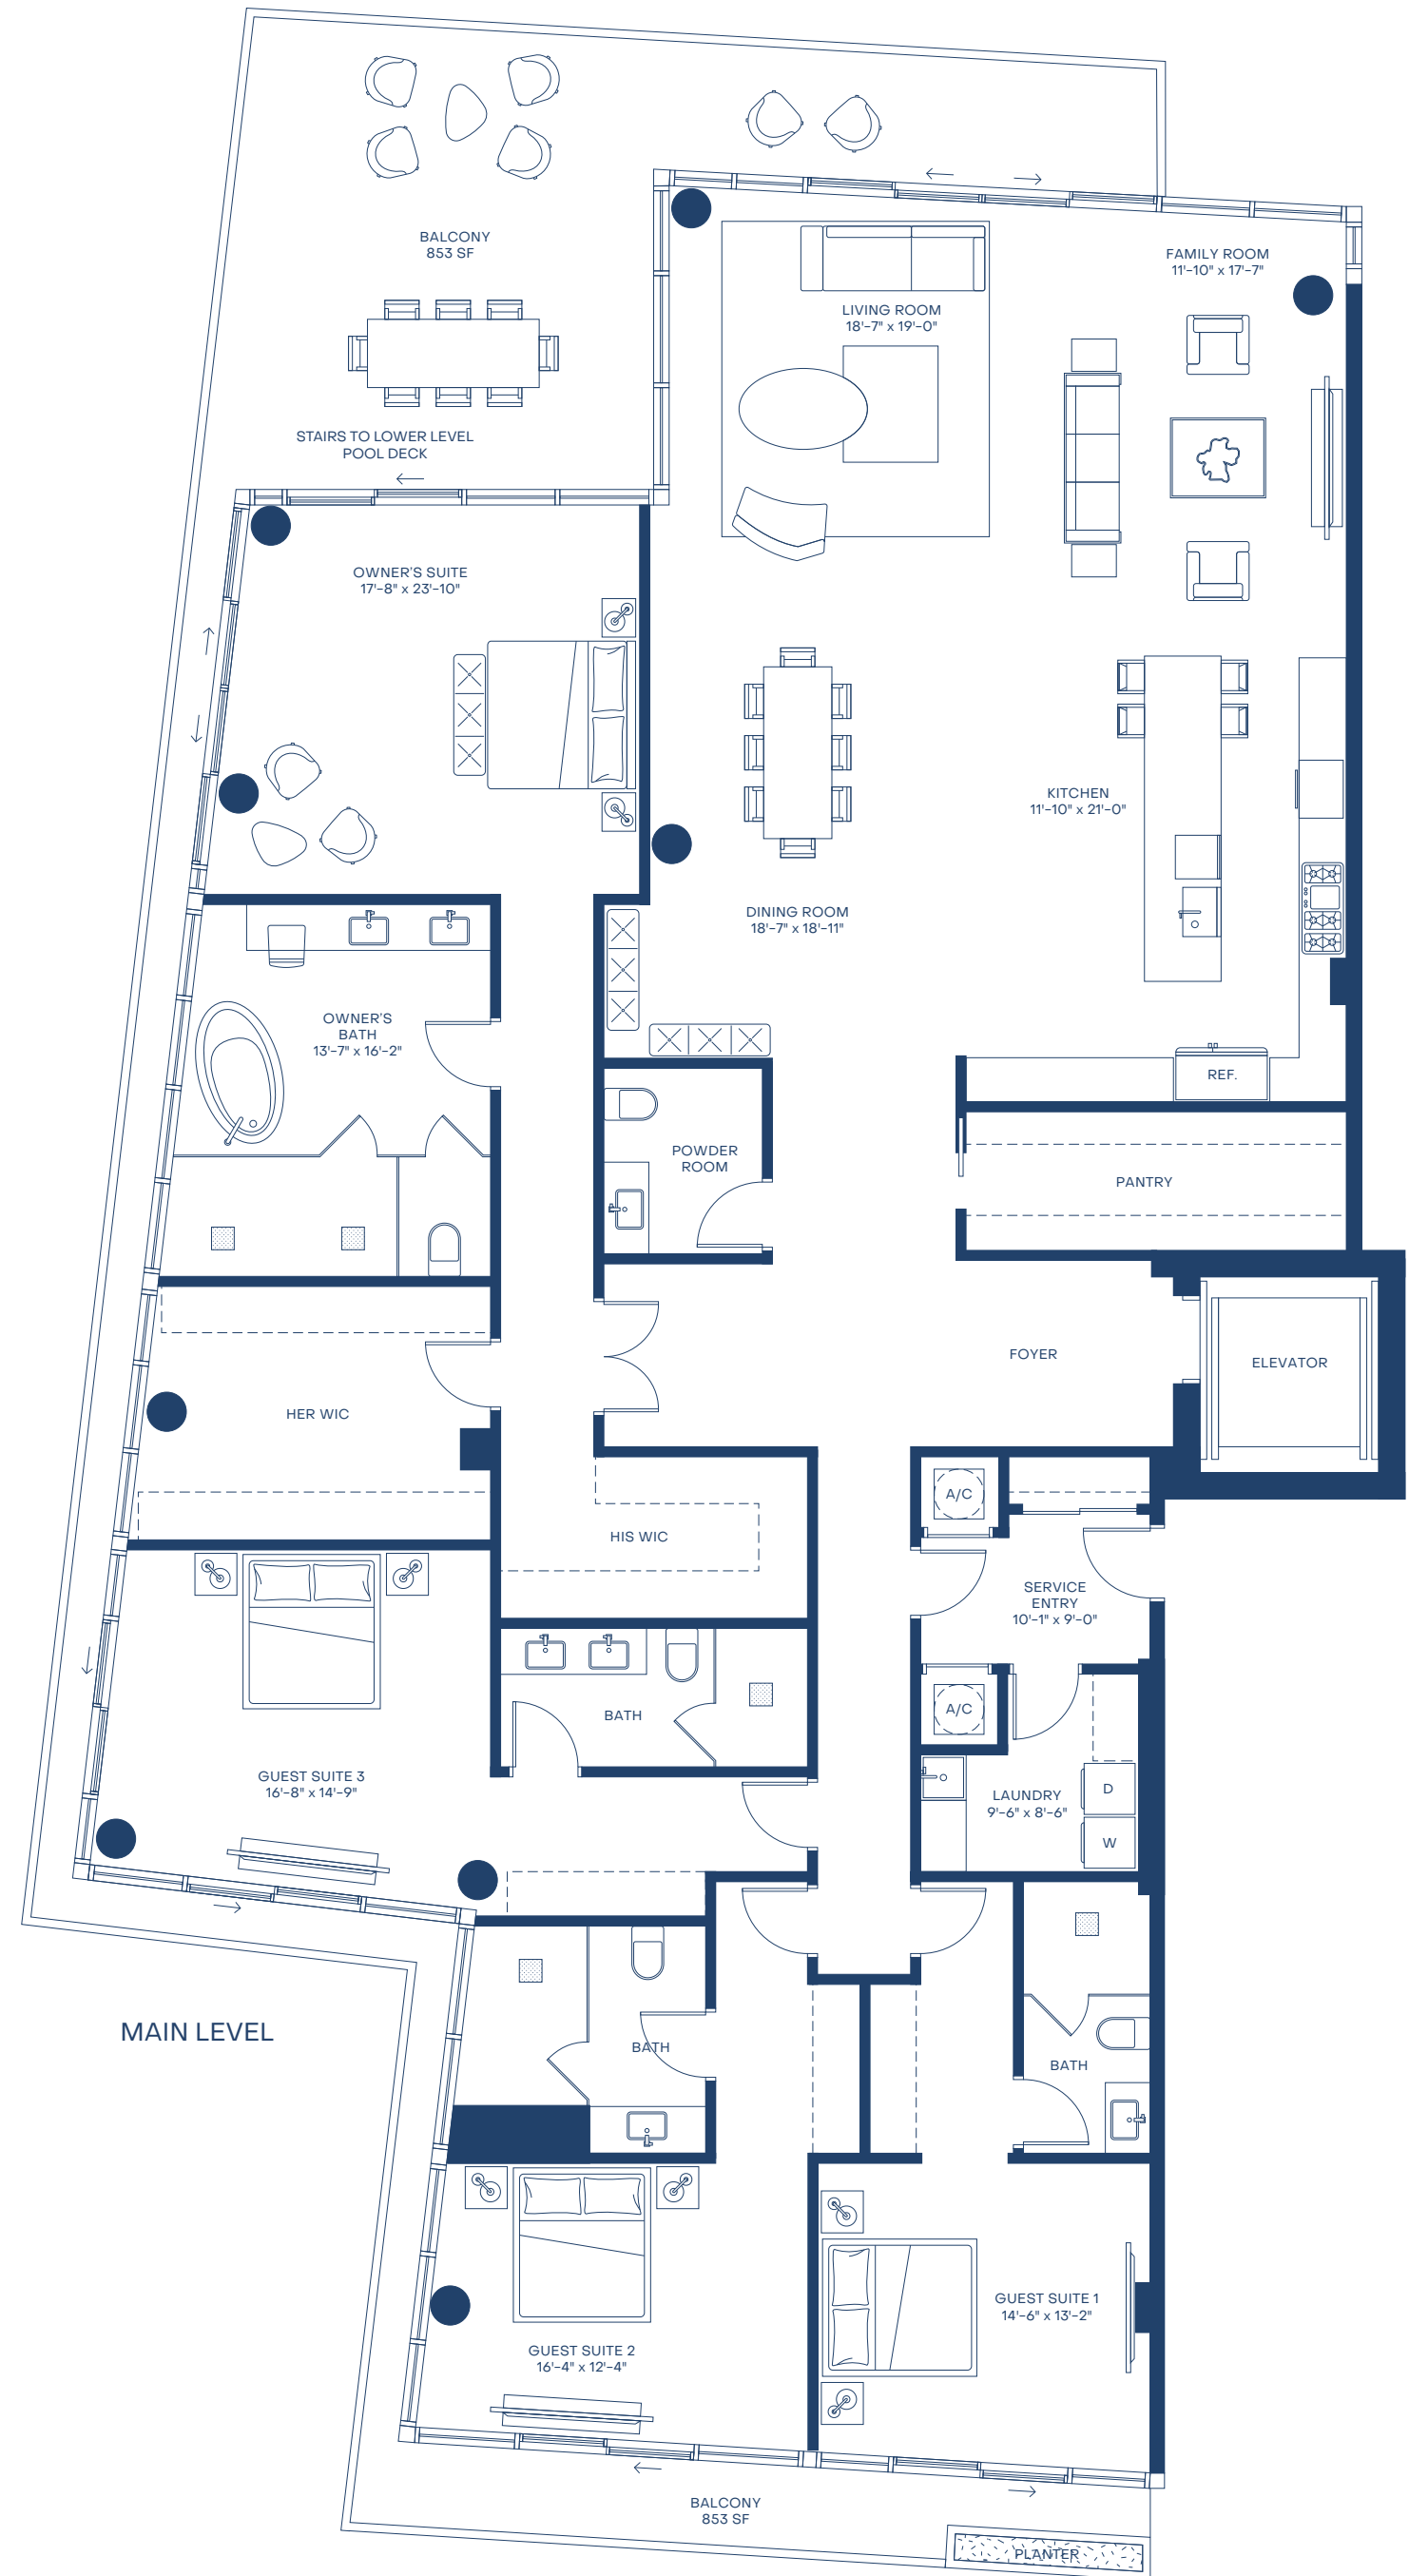 BALCONY
853 SF
FAMILY ROOM
11'-10" x 17'-7"
LIVING ROOM
18'-7" x 19'-0"
STAIRS TO LOWER LEVEL
POOL DECK
OWNER'S SUITE
17'-8" x 23'-10"
KITCHEN
11'-10" x 21'-0"
DINING ROOM
18'-7" x 18'-11"
OWNER'S
BATH
13'-7" x 16'-2"
REF.
POWDER
ROOM
PANTRY
FOYER
ELEVATOR
HER WIC
A/C
HIS WIC
SERVICE
ENTRY
10'-1" x 9'-0"
A/C
BATH
GUEST SUITE 3
16'-8" x 14'-9"
LAUNDRY
9'-6" x 8'-6"
D
W
MAIN LEVEL
BATH
BATH
GUEST SUITE 1
14'-6" x 13'-2"
GUEST SUITE 2
16'-4" x 12'-4"
BALCONY
853 SF
PLANTER